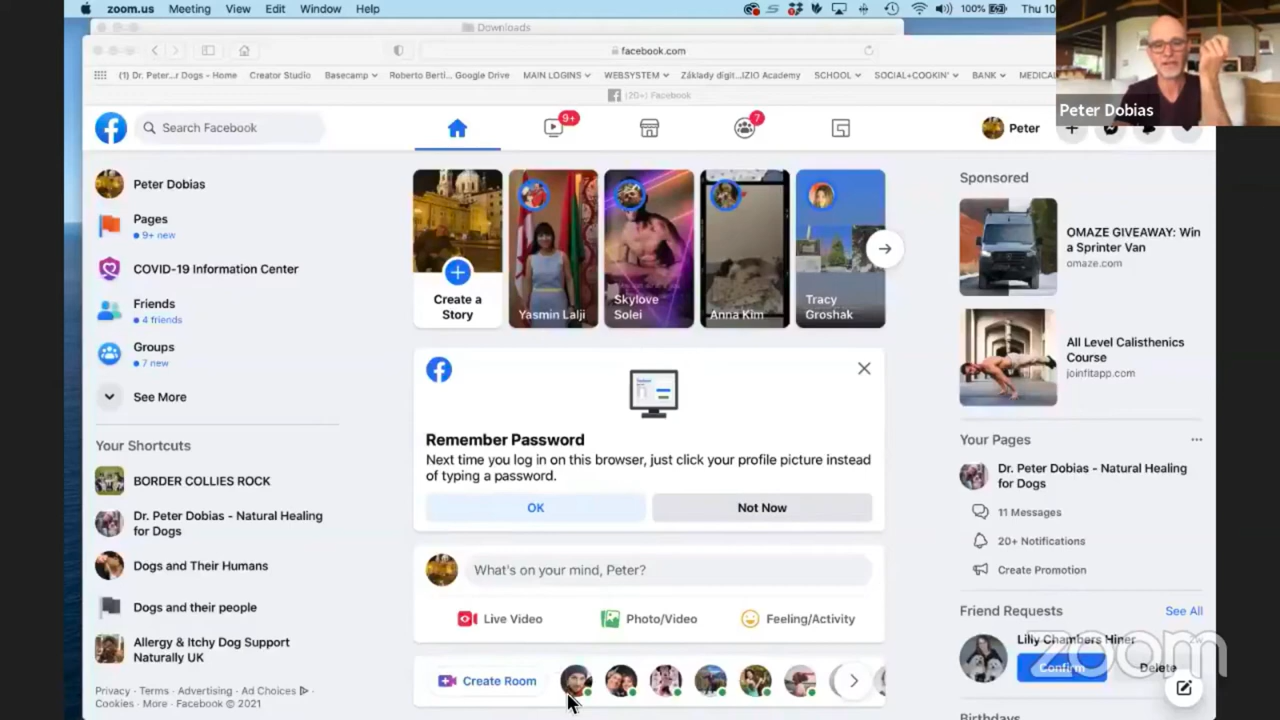 zoom.us Meeting View Edit Window Help 100% Thu 10
Downloads
facebook.com
(1) Dr. Peter...r Dogs - Home Creator Studio Basecamp Roberto Berti... Google Drive MAIN LOGINS WEBSYSTEM Základy digit...IZIO Academy SCHOOL SOCIAL+COOKIN' BANK MEDICAL
(20+) Facebook
Peter Dobias
Search Facebook
9+
7
Peter
Peter Dobias
Pages
9+ new
COVID-19 Information Center
Friends
4 friends
Groups
7 new
See More
Your Shortcuts
BORDER COLLIES ROCK
Dr. Peter Dobias - Natural Healing
for Dogs
Dogs and Their Humans
Dogs and their people
Allergy & Itchy Dog Support
Naturally UK
Privacy · Terms · Advertising · Ad Choices ·
Cookies · More · Facebook © 2021
Create a
Story
Yasmin Lalji
Skylove
Solei
Anna Kim
Tracy
Groshak
Remember Password
Next time you log in on this browser, just click your profile picture instead
of typing a password.
OK
Not Now
What's on your mind, Peter?
Live Video
Photo/Video
Feeling/Activity
Create Room
Sponsored
OMAZE GIVEAWAY: Win
a Sprinter Van
omaze.com
All Level Calisthenics
Course
joinfitapp.com
Your Pages
Dr. Peter Dobias - Natural Healing
for Dogs
11 Messages
20+ Notifications
Create Promotion
Friend Requests
See All
Lilly Chambers Hiner
Confirm
Delete
zoom
Birthdays